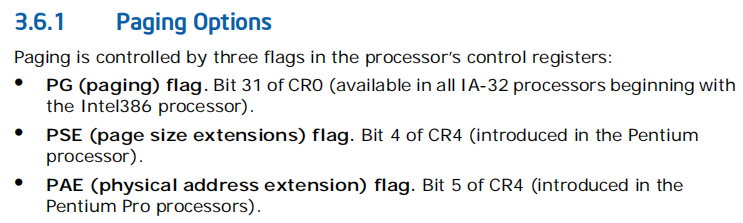 3.6.1 Paging Options
Paging is controlled by three flags in the processor's control registers:
• PG (paging) flag. Bit 31 of CR0 (available in all IA-32 processors beginning with
the Intel386 processor).
• PSE (page size extensions) flag. Bit 4 of CR4 (introduced in the Pentium
processor).
• PAE (physical address extension) flag. Bit 5 of CR4 (introduced in the
Pentium Pro processors).